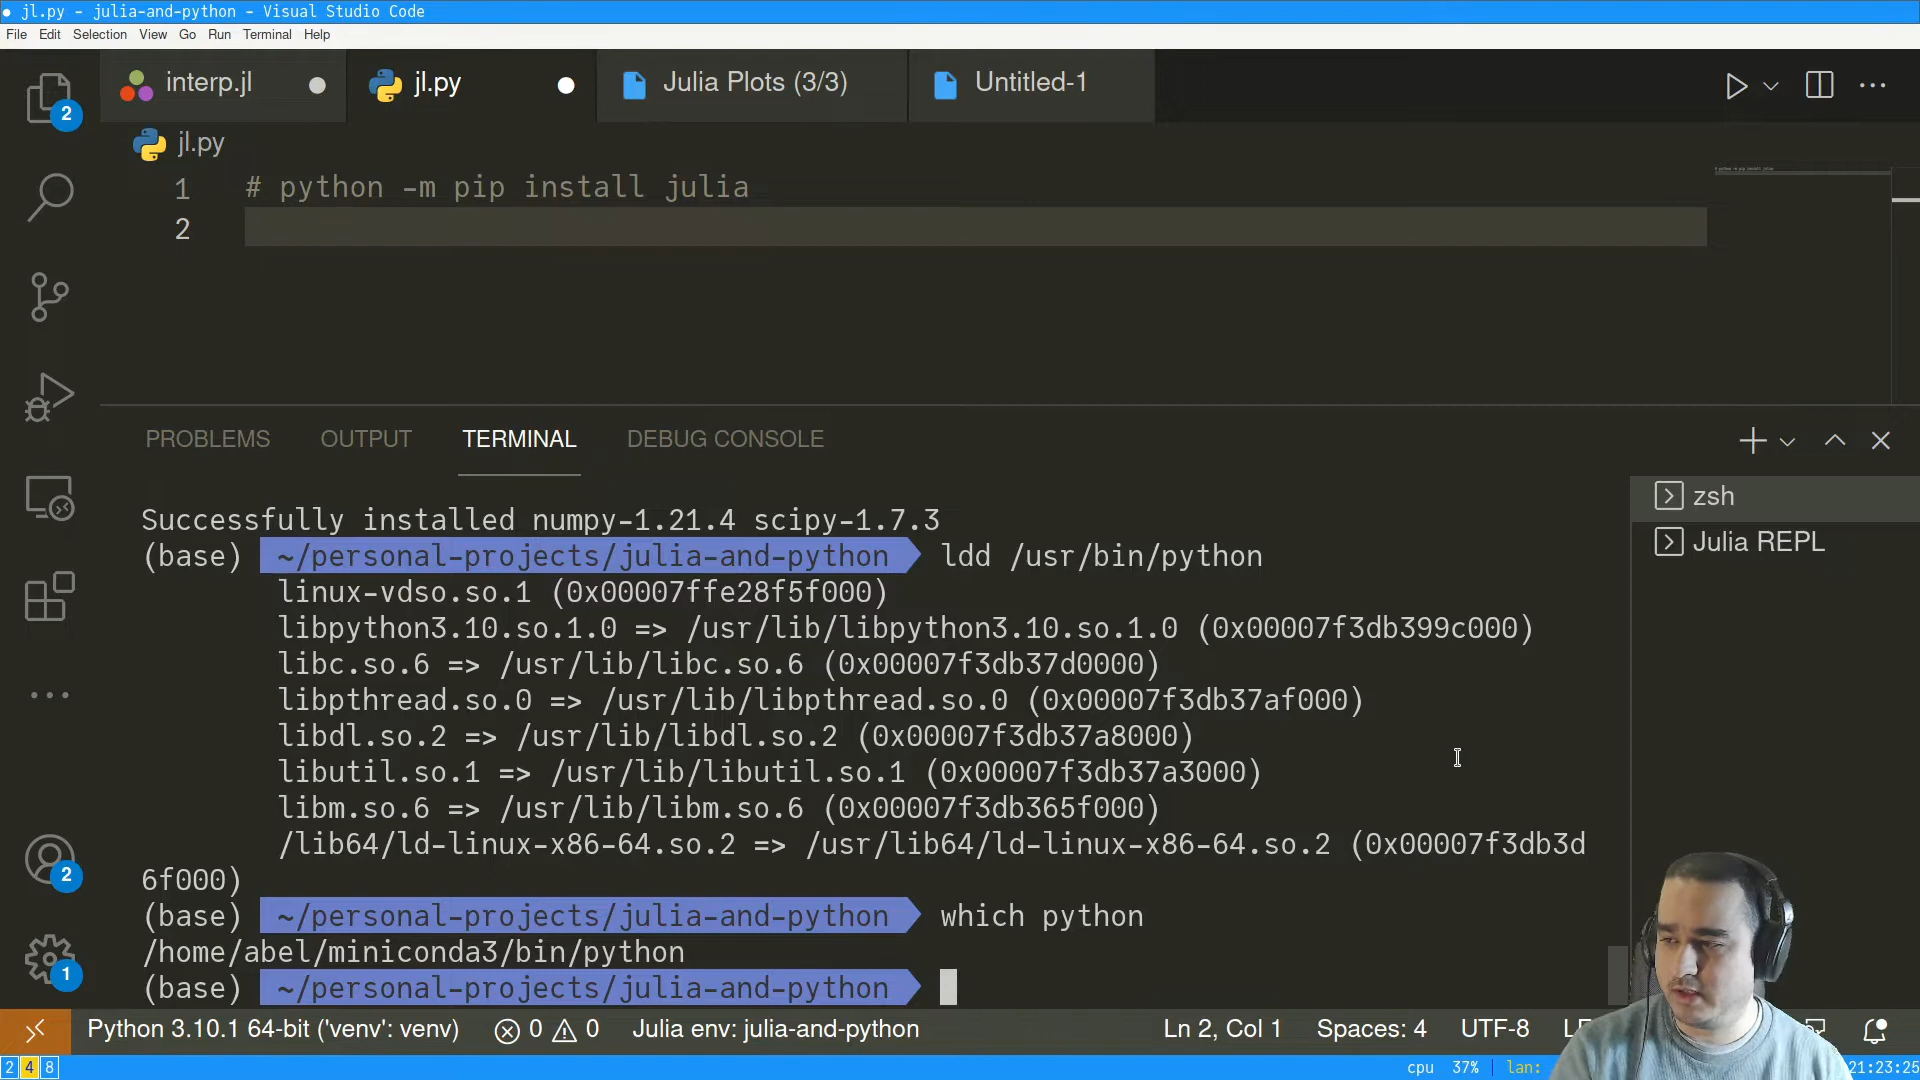 jl.py - julia-and-python - Visual Studio Code
File Edit Selection View Go Run Terminal Help
interp.jl
jl.py
Julia Plots (3/3)
Untitled-1
2
jl.py
1 # python -m pip install julia
2
PROBLEMS OUTPUT TERMINAL DEBUG CONSOLE
zsh
Julia REPL
Successfully installed numpy-1.21.4 scipy-1.7.3
(base) ~/personal-projects/julia-and-python ldd /usr/bin/python
linux-vdso.so.1 (0x00007ffe28f5f000)
libpython3.10.so.1.0 => /usr/lib/libpython3.10.so.1.0 (0x00007f3db399c000)
libc.so.6 => /usr/lib/libc.so.6 (0x00007f3db37d0000)
libpthread.so.0 => /usr/lib/libpthread.so.0 (0x00007f3db37af000)
libdl.so.2 => /usr/lib/libdl.so.2 (0x00007f3db37a8000)
libutil.so.1 => /usr/lib/libutil.so.1 (0x00007f3db37a3000)
libm.so.6 => /usr/lib/libm.so.6 (0x00007f3db365f000)
/lib64/ld-linux-x86-64.so.2 => /usr/lib64/ld-linux-x86-64.so.2 (0x00007f3db3d
6f000)
(base) ~/personal-projects/julia-and-python which python
/home/abel/miniconda3/bin/python
(base) ~/personal-projects/julia-and-python
2
1
Python 3.10.1 64-bit ('venv': venv) 0 0 Julia env: julia-and-python Ln 2, Col 1 Spaces: 4 UTF-8
2 4 8 cpu 37% lan: 21:23:25